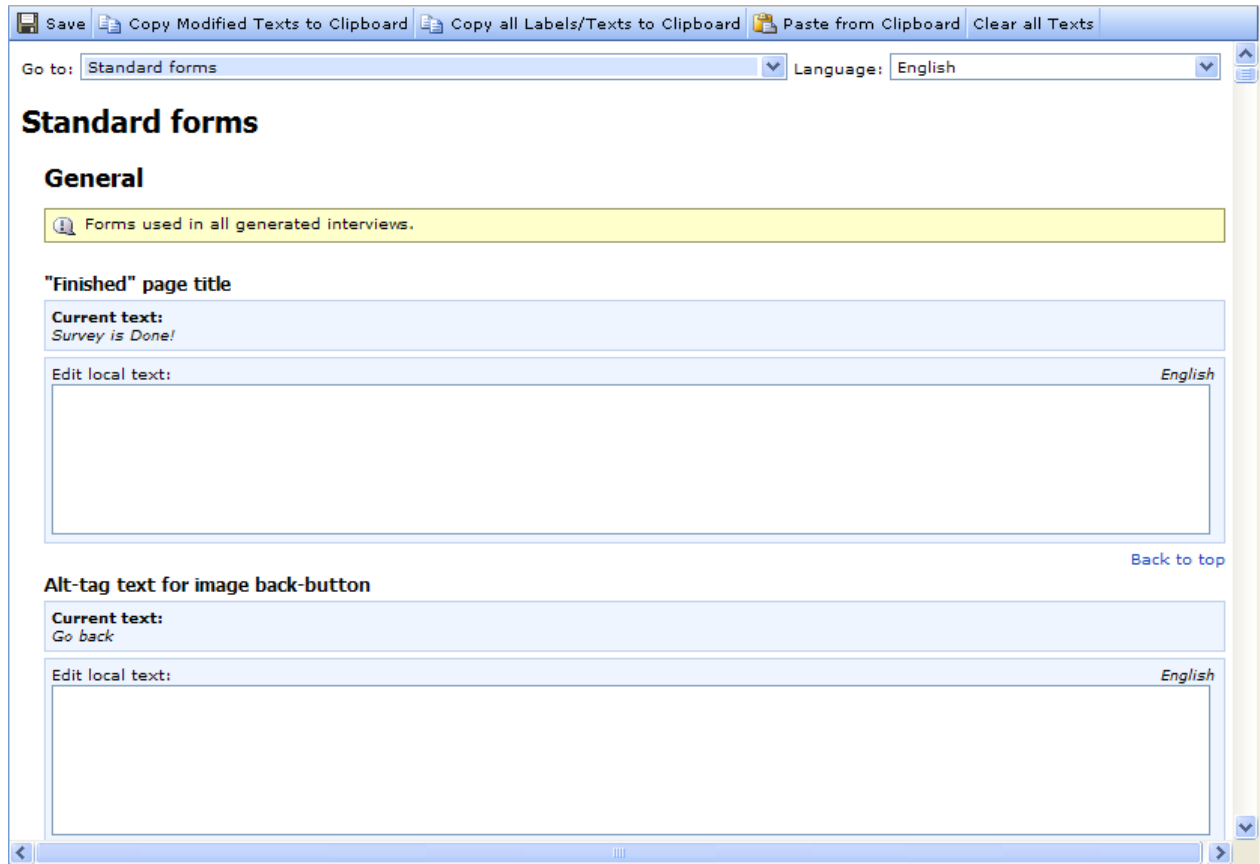 Save Copy Modified Texts to Clipboard Copy all Labels/Texts to Clipboard Paste from Clipboard Clear all Texts
Go to: Standard forms Language: English
Standard forms
General
Forms used in all generated interviews.
"Finished" page title
Current text:
Survey is Done!
Edit local text: English
Back to top
Alt-tag text for image back-button
Current text:
Go back
Edit local text: English